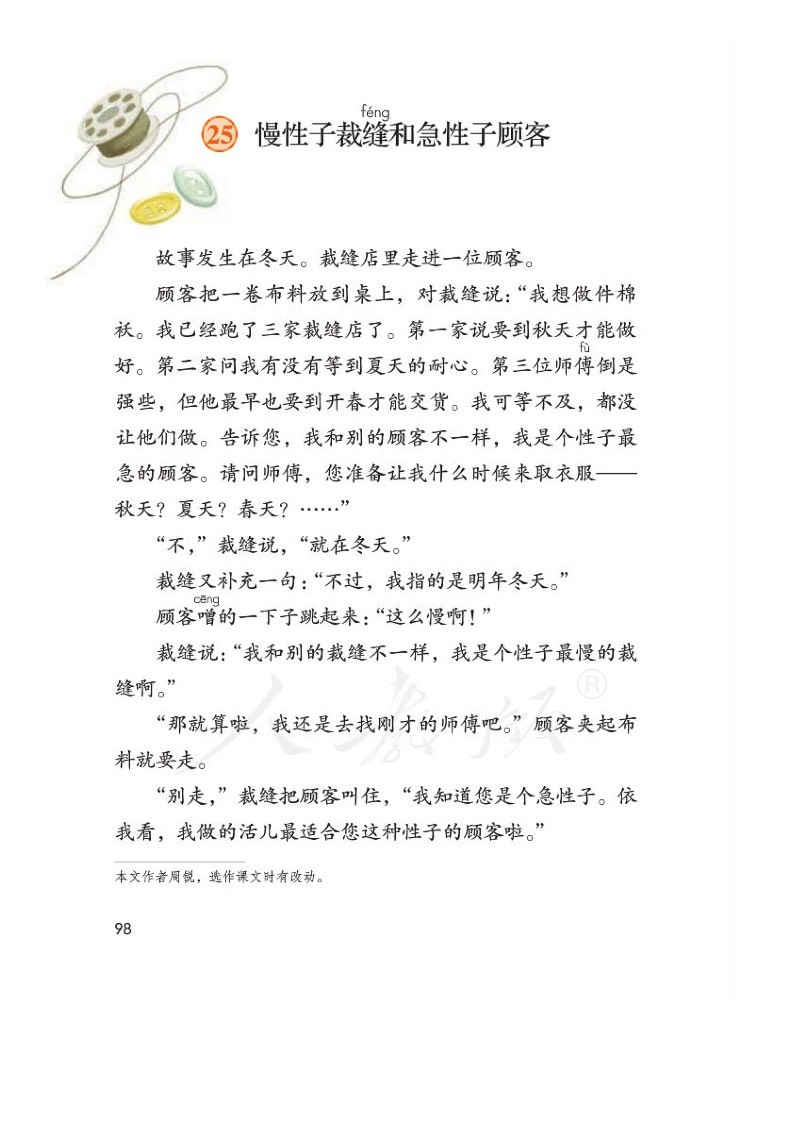 féng
25 慢性子裁缝和急性子顾客
故事发生在冬天。裁缝店里走进一位顾客。
顾客把一卷布料放到桌上，对裁缝说：“我想做件棉
袄。我已经跑了三家裁缝店了。第一家说要到秋天才能做
fù
好。第二家问我有没有等到夏天的耐心。第三位师傅倒是
强些，但他最早也要到开春才能交货。我可等不及，都没
让他们做。告诉您，我和别的顾客不一样，我是个性子最
急的顾客。请问师傅，您准备让我什么时候来取衣服——
秋天？夏天？春天？……”
“不，”裁缝说，“就在冬天。”
裁缝又补充一句：“不过，我指的是明年冬天。”
cēng
顾客噌的一下子跳起来：“这么慢啊！”
裁缝说：“我和别的裁缝不一样，我是个性子最慢的裁
缝啊。”
“那就算啦，我还是去找刚才的师傅吧。”顾客夹起布
料就要走。
“别走，”裁缝把顾客叫住，“我知道您是个急性子。依
我看，我做的活儿最适合您这种性子的顾客啦。”
本文作者周锐，选作课文时有改动。
98
人教版®